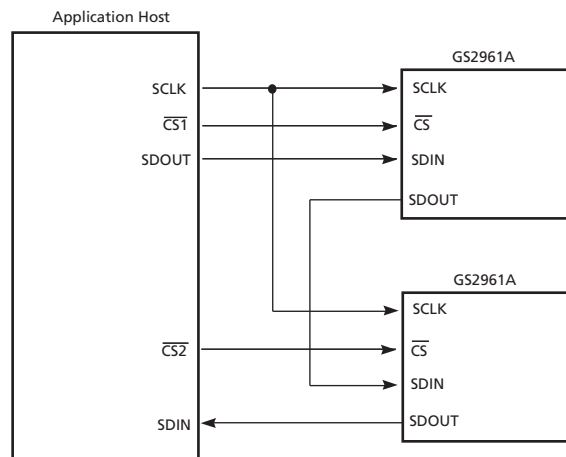 Application Host
GS2961A
SCLK
SCLK
CS1
CS
SDOUT
SDIN
SDOUT
GS2961A
SCLK
CS2
CS
SDIN
SDIN
SDOUT